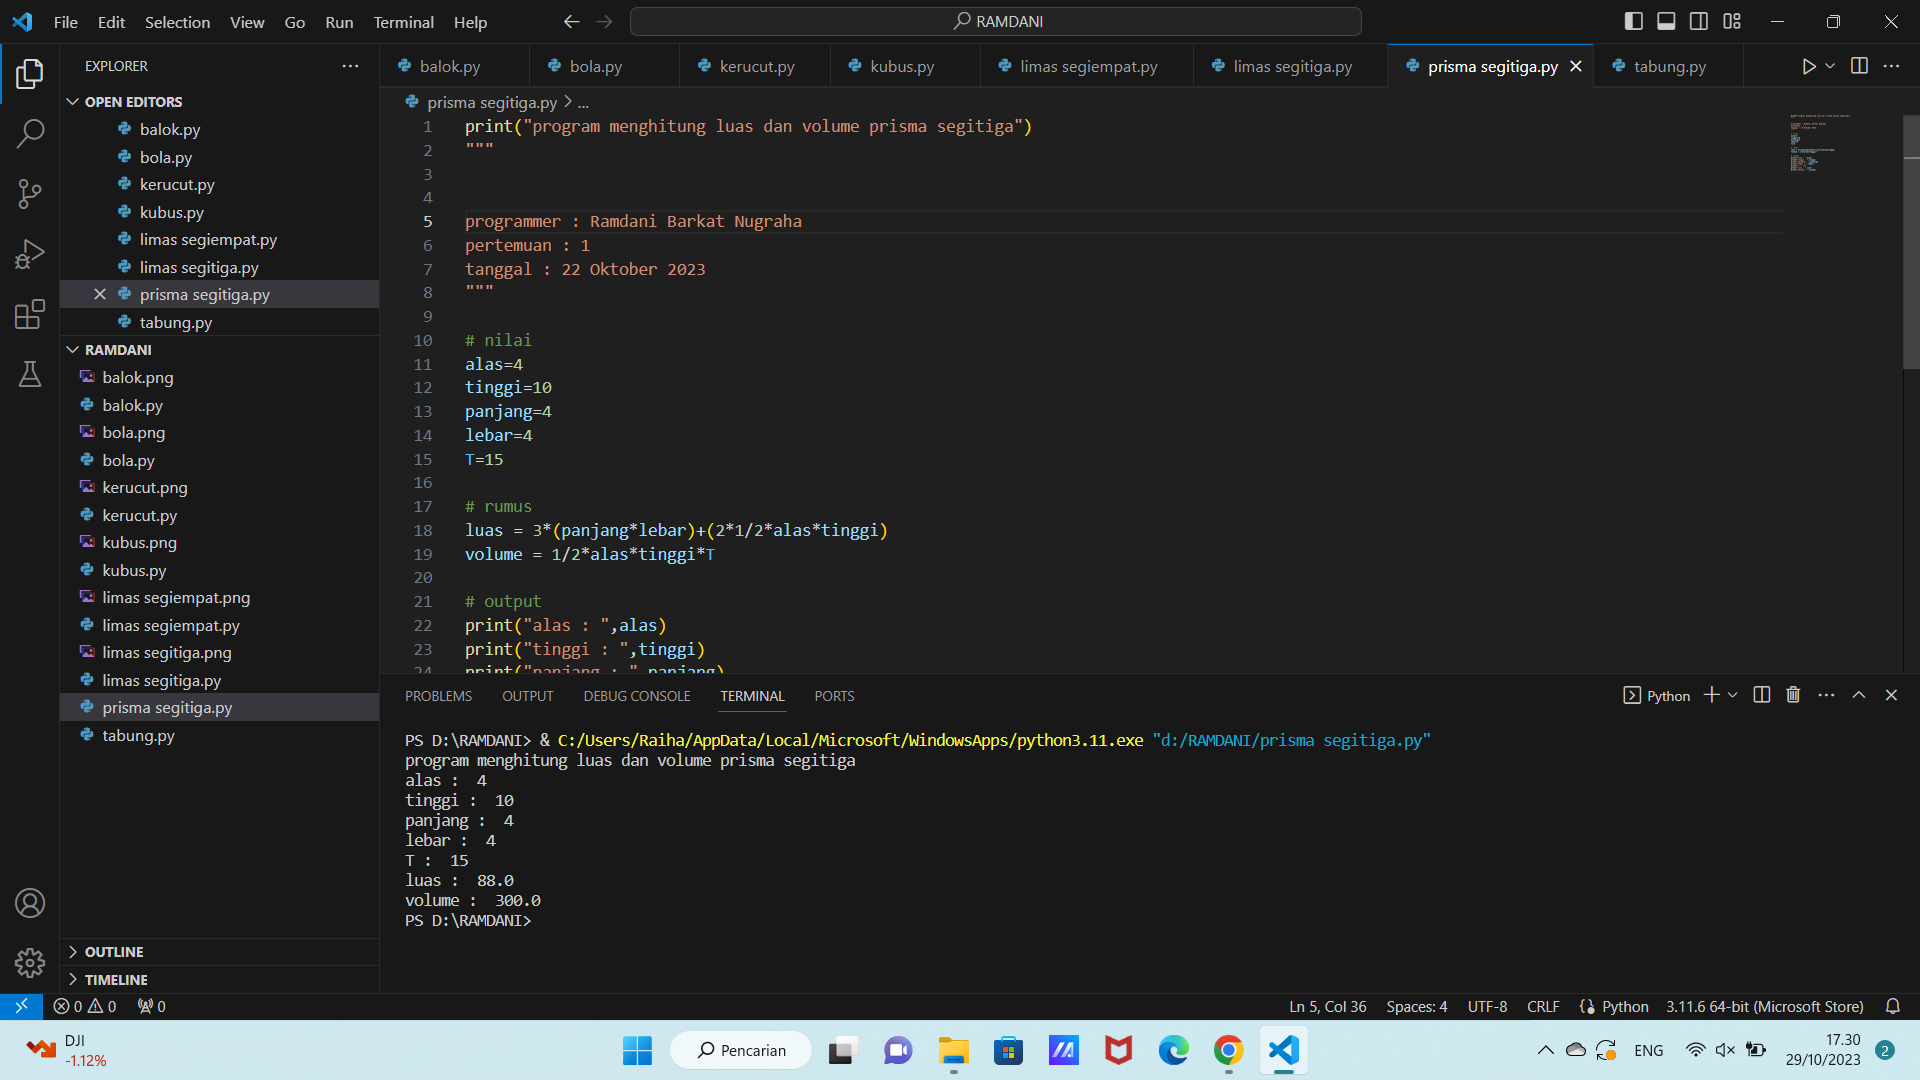 File Edit Selection View Go Run Terminal Help
RAMDANI
EXPLORER
OPEN EDITORS
balok.py
bola.py
kerucut.py
kubus.py
limas segiempat.py
limas segitiga.py
prisma segitiga.py
tabung.py
RAMDANI
balok.png
balok.py
bola.png
bola.py
kerucut.png
kerucut.py
kubus.png
kubus.py
limas segiempat.png
limas segiempat.py
limas segitiga.png
limas segitiga.py
prisma segitiga.py
tabung.py
OUTLINE
TIMELINE
balok.py bola.py kerucut.py kubus.py limas segiempat.py limas segitiga.py prisma segitiga.py tabung.py
prisma segitiga.py > ...
1 print("program menghitung luas dan volume prisma segitiga")
2 """
3
4
5 programmer : Ramdani Barkat Nugraha
6 pertemuan : 1
7 tanggal : 22 Oktober 2023
8 """
9
10 # nilai
11 alas=4
12 tinggi=10
13 panjang=4
14 lebar=4
15 T=15
16
17 # rumus
18 luas = 3*(panjang*lebar)+(2*1/2*alas*tinggi)
19 volume = 1/2*alas*tinggi*T
20
21 # output
22 print("alas : ",alas)
23 print("tinggi : ",tinggi)
24 print("panjang : ",panjang)
PROBLEMS OUTPUT DEBUG CONSOLE TERMINAL PORTS
Python
PS D:\RAMDANI> & C:/Users/Raiha/AppData/Local/Microsoft/WindowsApps/python3.11.exe "d:/RAMDANI/prisma segitiga.py"
program menghitung luas dan volume prisma segitiga
alas :  4
tinggi :  10
panjang :  4
lebar :  4
T :  15
luas :  88.0
volume :  300.0
PS D:\RAMDANI>
0 0 0
Ln 5, Col 36 Spaces: 4 UTF-8 CRLF Python 3.11.6 64-bit (Microsoft Store)
DJI
-1.12%
Pencarian
ENG
17.30
29/10/2023
2